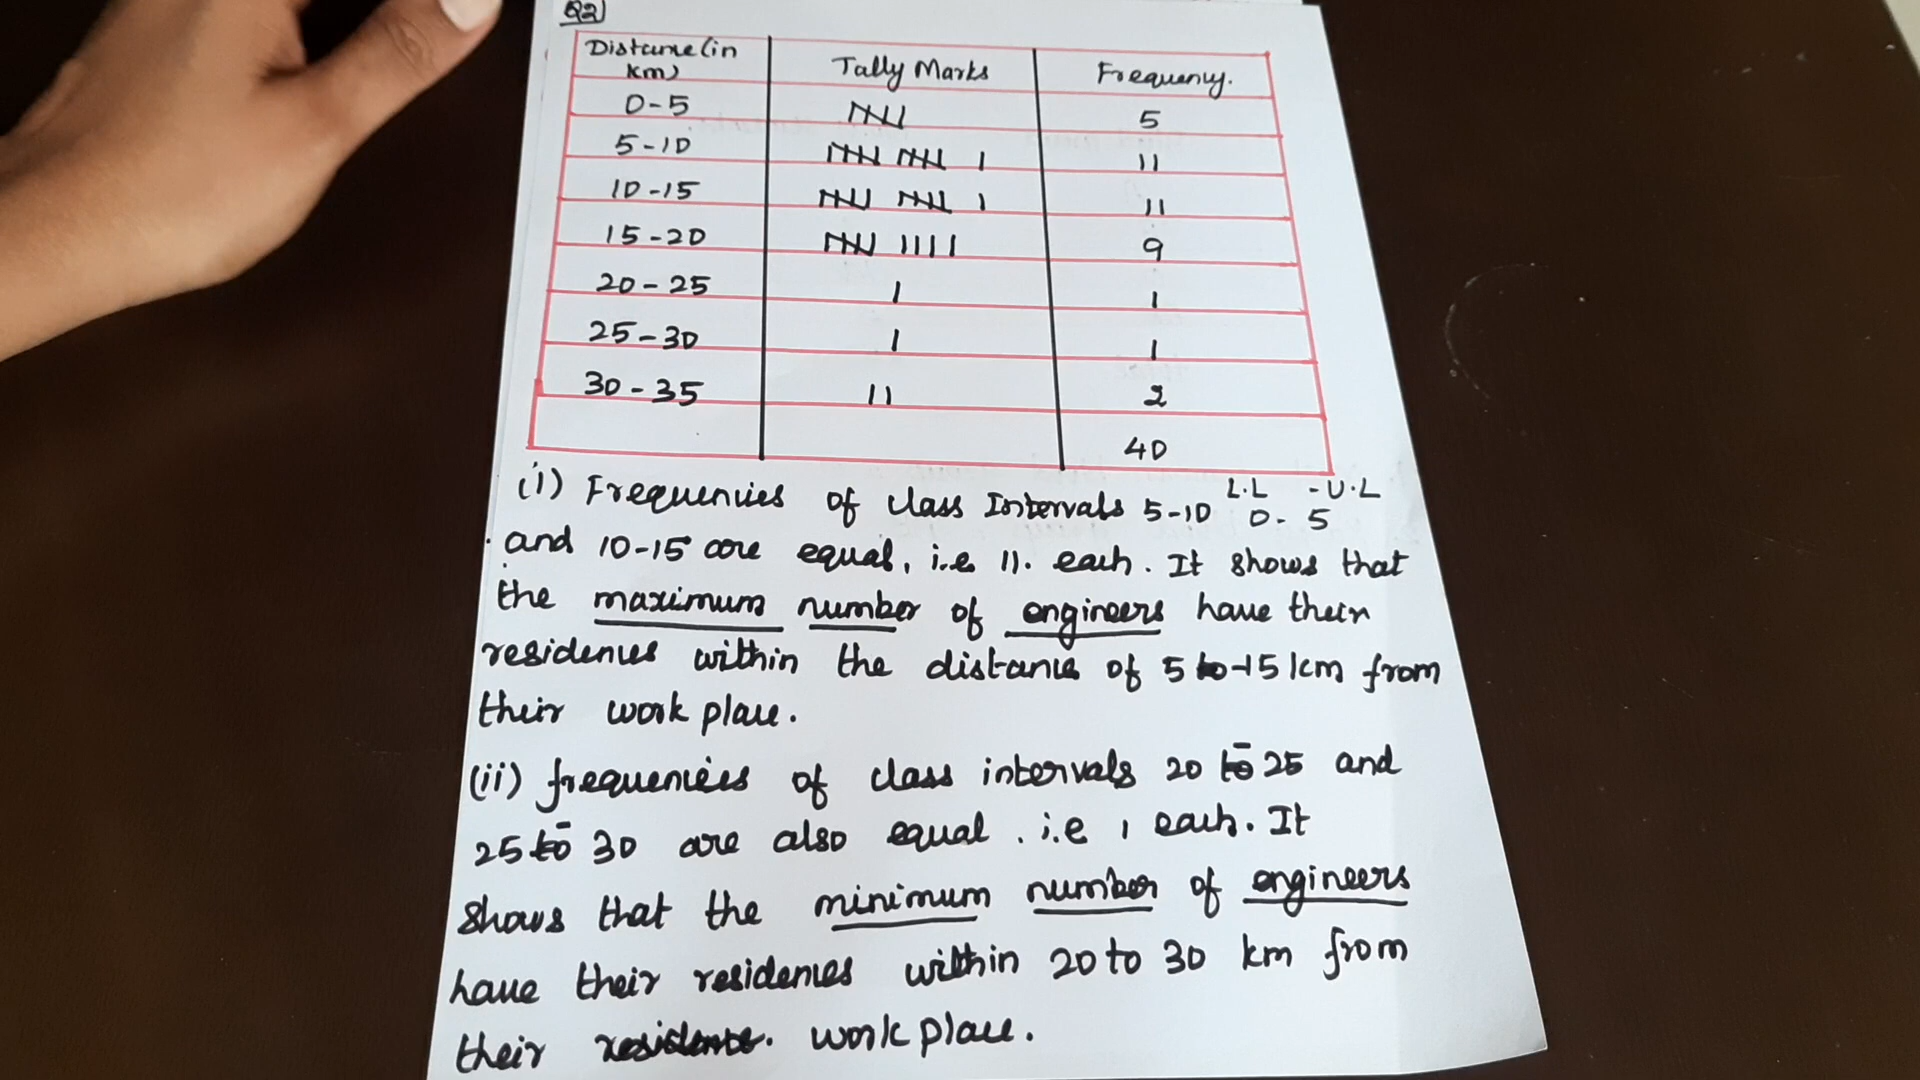 Q2)
Distance (in km) Tally Marks Frequency.
0-5 𝍸 5
5-10 𝍸 𝍸 | 11
10-15 𝍸 𝍸 | 11
15-20 𝍸 |||| 9
20-25 | 1
25-30 | 1
30-35 || 2
40
(i) Frequencies of class Intervals 5-10 L.L - U.L 0-5
and 10-15 are equal, i.e 11. each. It shows that
the maximum number of engineers have their
residences within the distance of 5 to 15 km from
their work place.
(ii) frequencies of class intervals 20 to 25 and
25 to 30 are also equal. i.e 1 each. It
shows that the minimum number of engineers
have their residences within 20 to 30 km from
their work place.